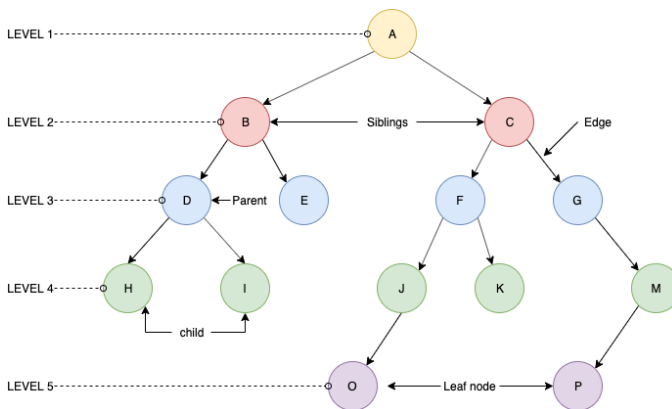 LEVEL 1
A
LEVEL 2
B
Siblings
C
Edge
LEVEL 3
D
Parent
E
F
G
LEVEL 4
H
I
J
K
M
child
LEVEL 5
O
Leaf node
P